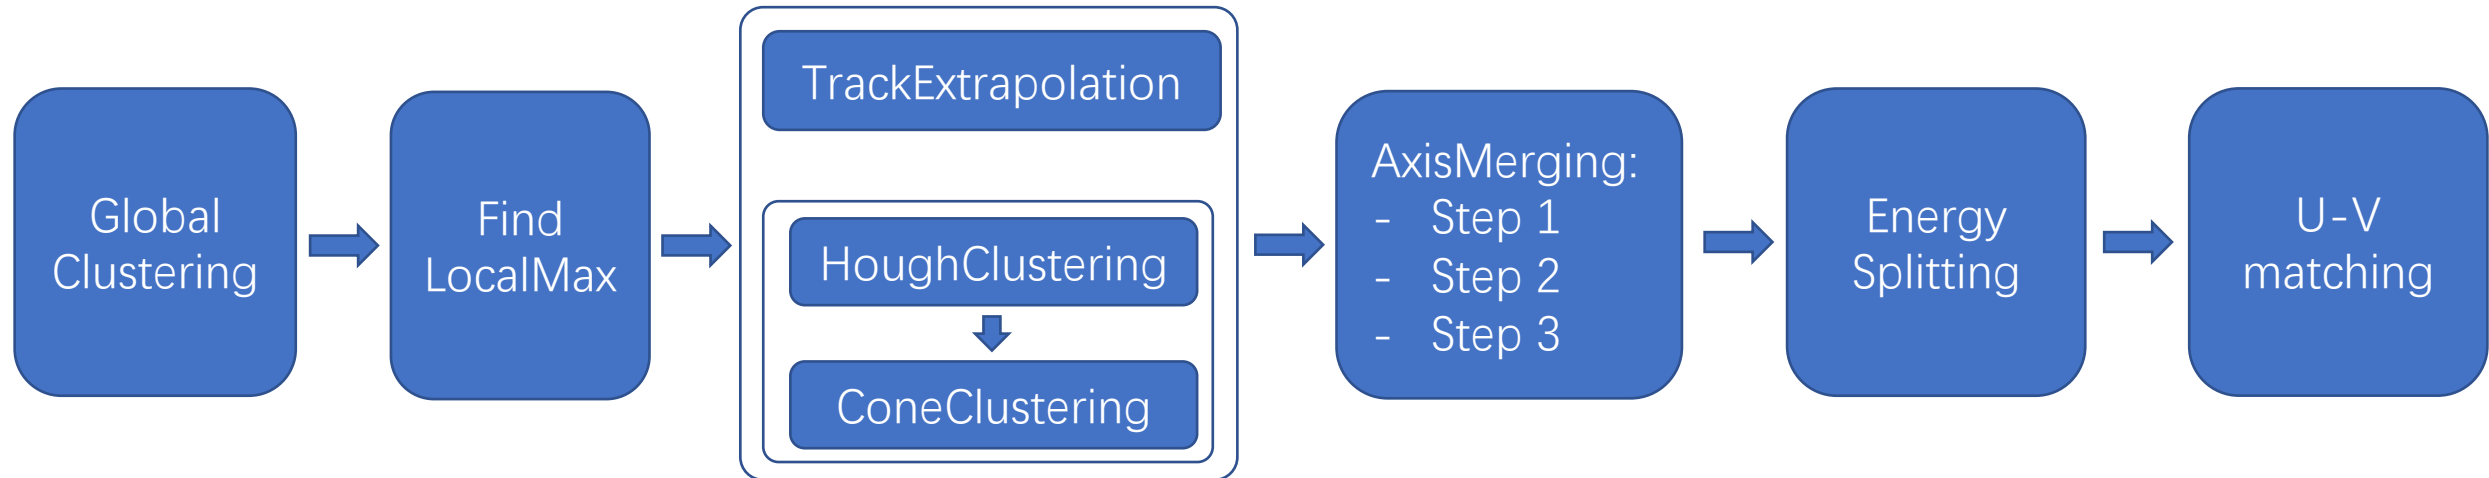 Global
Clustering
Find
LocalMax
TrackExtrapolation
HoughClustering
ConeClustering
AxisMerging:
- Step 1
- Step 2
- Step 3
Energy
Splitting
U-V
matching